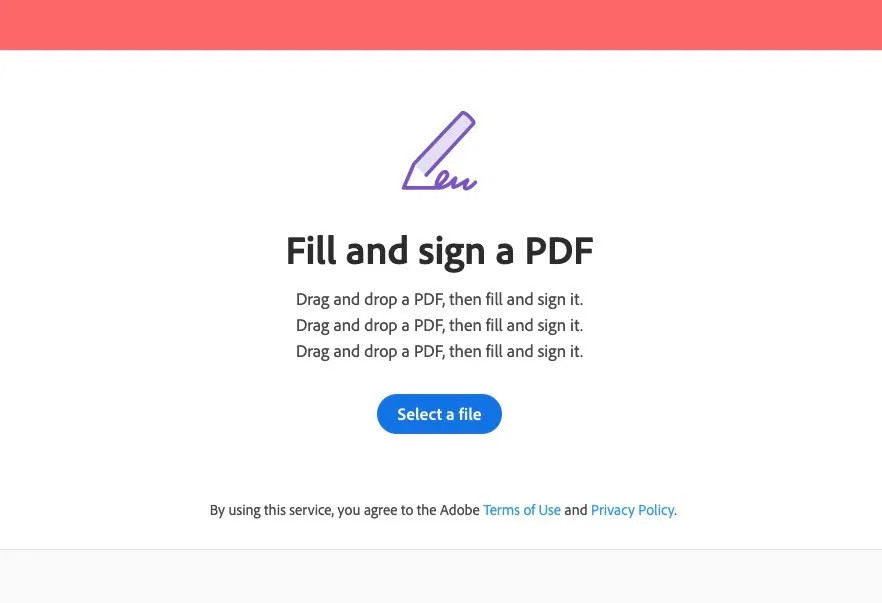 Fill and sign a PDF
Drag and drop a PDF, then fill and sign it.
Drag and drop a PDF, then fill and sign it.
Drag and drop a PDF, then fill and sign it.
Select a file
By using this service, you agree to the Adobe Terms of Use and Privacy Policy.